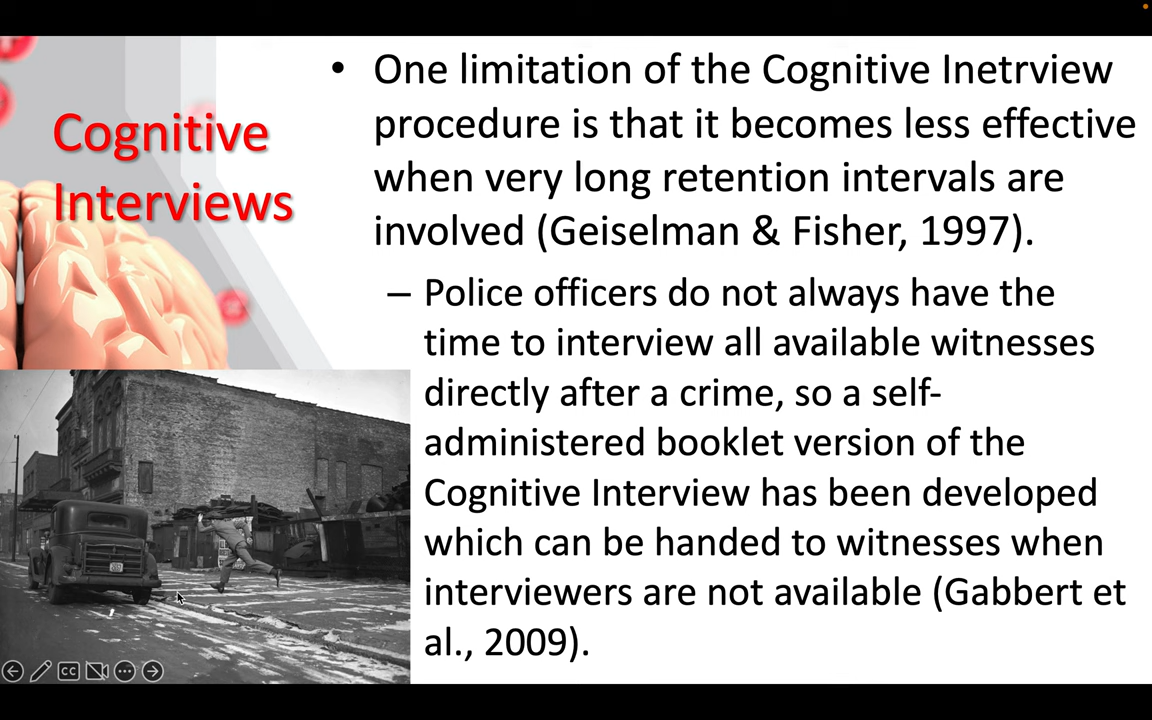 Cognitive
Interviews
• One limitation of the Cognitive Inetrview
procedure is that it becomes less effective
when very long retention intervals are
involved (Geiselman & Fisher, 1997).
– Police officers do not always have the
time to interview all available witnesses
directly after a crime, so a self-
administered booklet version of the
Cognitive Interview has been developed
which can be handed to witnesses when
interviewers are not available (Gabbert et
al., 2009).
CC